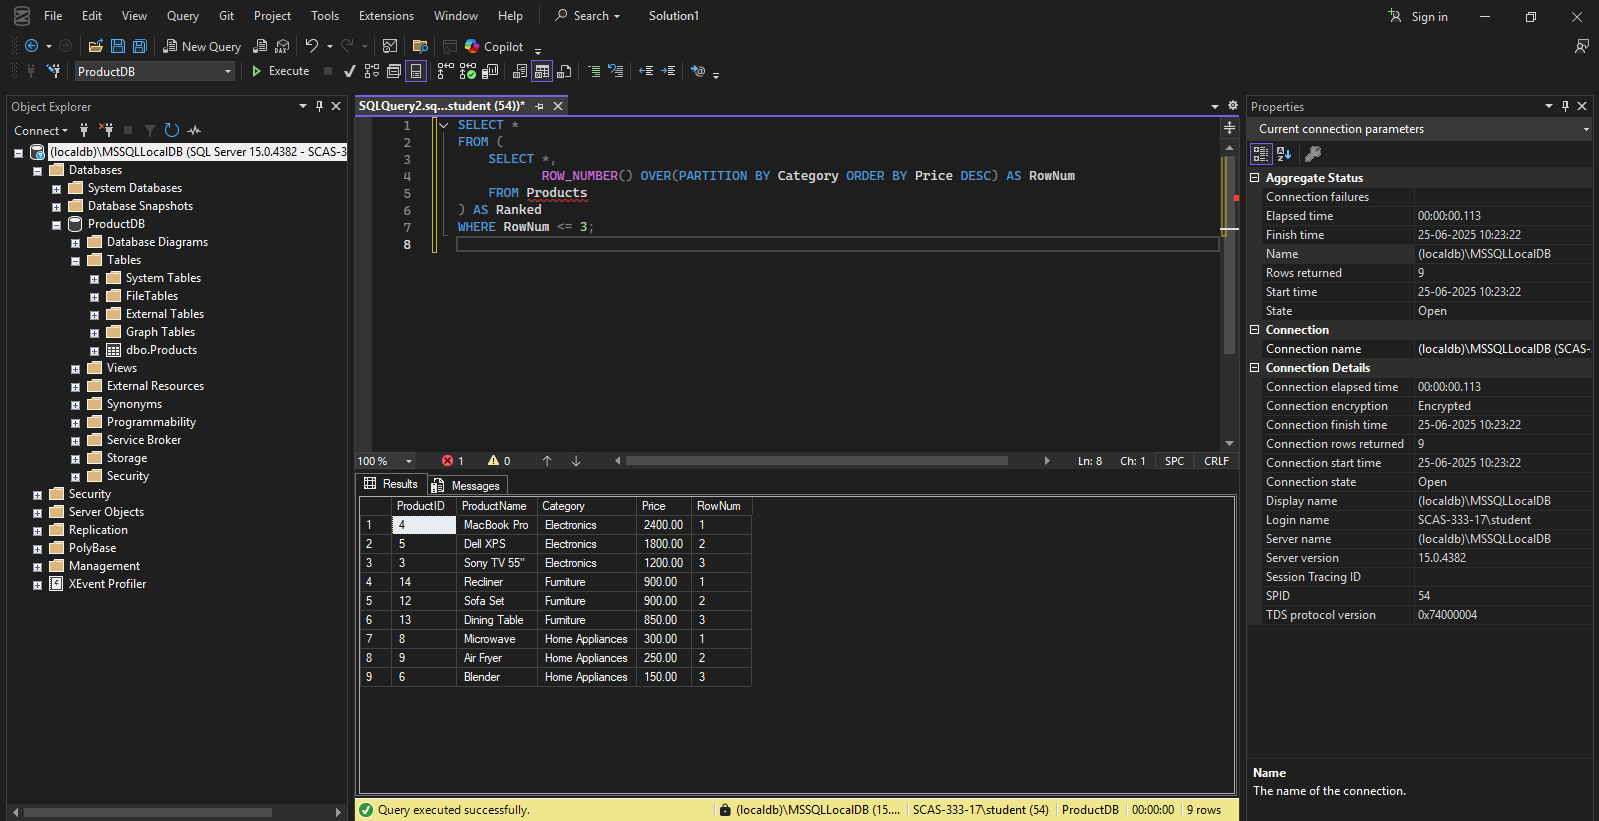 File Edit View Query Git Project Tools Extensions Window Help Search Solution1 Sign in
New Query DAX Copilot
ProductDB Execute
Object Explorer
Connect
(localdb)\MSSQLLocalDB (SQL Server 15.0.4382 - SCAS-3
Databases
System Databases
Database Snapshots
ProductDB
Database Diagrams
Tables
System Tables
FileTables
External Tables
Graph Tables
dbo.Products
Views
External Resources
Synonyms
Programmability
Service Broker
Storage
Security
Security
Server Objects
Replication
PolyBase
Management
XEvent Profiler
SQLQuery2.sq...student (54))*
1 SELECT *
2 FROM (
3 SELECT *,
4 ROW_NUMBER() OVER(PARTITION BY Category ORDER BY Price DESC) AS RowNum
5 FROM Products
6 ) AS Ranked
7 WHERE RowNum <= 3;
8
100 % 1 0 Ln: 8 Ch: 1 SPC CRLF
Results Messages
ProductID ProductName Category Price RowNum
1 4 MacBook Pro Electronics 2400.00 1
2 5 Dell XPS Electronics 1800.00 2
3 3 Sony TV 55" Electronics 1200.00 3
4 14 Recliner Furniture 900.00 1
5 12 Sofa Set Furniture 900.00 2
6 13 Dining Table Furniture 850.00 3
7 8 Microwave Home Appliances 300.00 1
8 9 Air Fryer Home Appliances 250.00 2
9 6 Blender Home Appliances 150.00 3
Query executed successfully. (localdb)\MSSQLLocalDB (15.... SCAS-333-17\student (54) ProductDB 00:00:00 9 rows
Properties
Current connection parameters
Aggregate Status
Connection failures
Elapsed time 00:00:00.113
Finish time 25-06-2025 10:23:22
Name (localdb)\MSSQLLocalDB
Rows returned 9
Start time 25-06-2025 10:23:22
State Open
Connection
Connection name (localdb)\MSSQLLocalDB (SCAS-
Connection Details
Connection elapsed time 00:00:00.113
Connection encryption Encrypted
Connection finish time 25-06-2025 10:23:22
Connection rows returned 9
Connection start time 25-06-2025 10:23:22
Connection state Open
Display name (localdb)\MSSQLLocalDB
Login name SCAS-333-17\student
Server name (localdb)\MSSQLLocalDB
Server version 15.0.4382
Session Tracing ID
SPID 54
TDS protocol version 0x74000004
Name
The name of the connection.